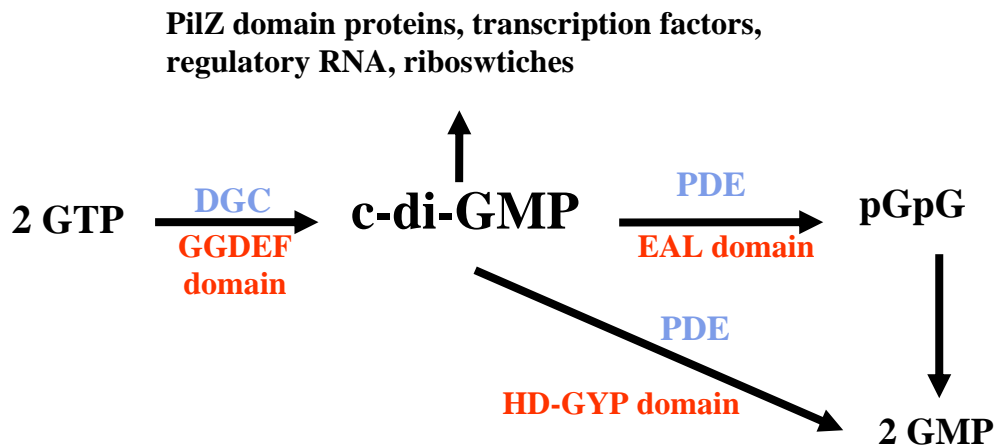 PilZ domain proteins, transcription factors,
regulatory RNA, riboswtiches
2 GTP
DGC
GGDEF
domain
c-di-GMP
PDE
EAL domain
pGpG
PDE
HD-GYP domain
2 GMP